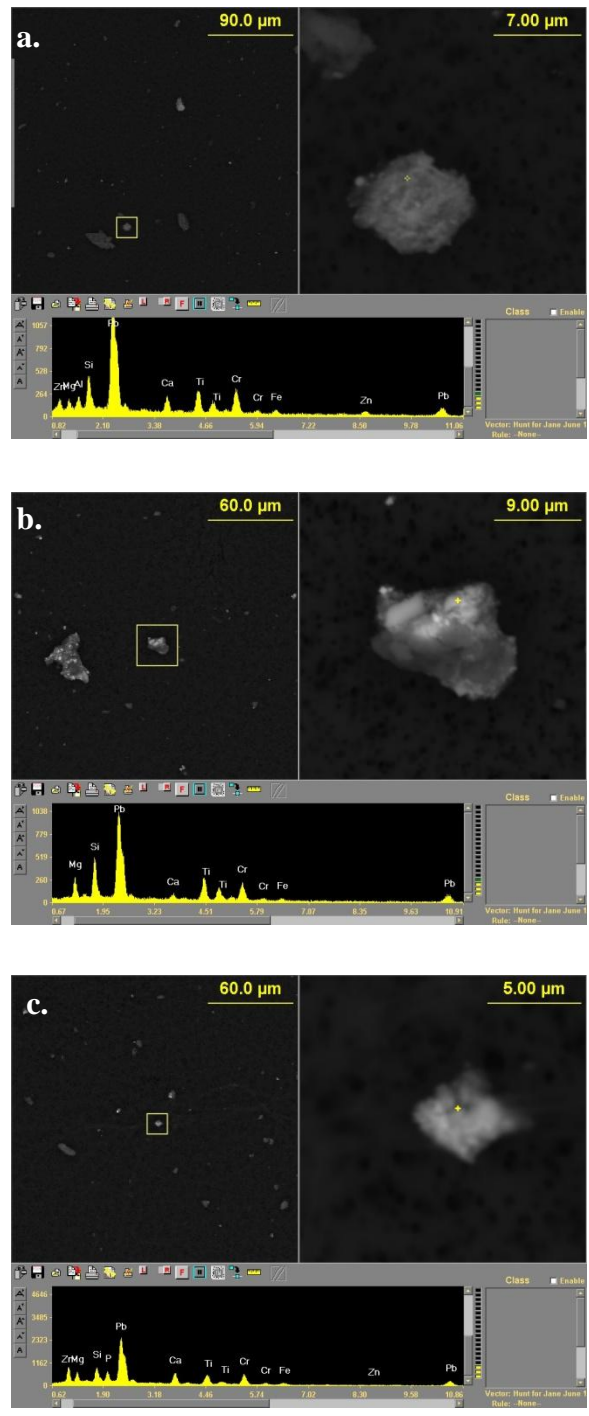 a.
90.0 µm
7.00 µm
F
Class
Enable
1057
792
528
264
0
Zn
Mg
Al
Si
Pb
Ca
Ti
Ti
Cr
Cr
Fe
Zn
Pb
0.82 2.10 3.38 4.66 5.94 7.22 8.50 9.78 11.06
Vector: Hunt for Jane June 1
Rule: --None--
b.
60.0 µm
9.00 µm
F
Class
Enable
1038
779
519
260
0
Mg
Si
Pb
Ca
Ti
Ti
Cr
Cr
Fe
Pb
0.67 1.95 3.23 4.51 5.79 7.07 8.35 9.63 10.91
Vector: Hunt for Jane June 1
Rule: --None--
c.
60.0 µm
5.00 µm
F
Class
Enable
4646
3485
2323
1162
0
Zn
Mg
Si
P
Pb
Ca
Ti
Ti
Cr
Cr
Fe
Zn
Pb
0.62 1.90 3.18 4.46 5.74 7.02 8.30 9.58 10.86
Vector: Hunt for Jane June 1
Rule: --None--